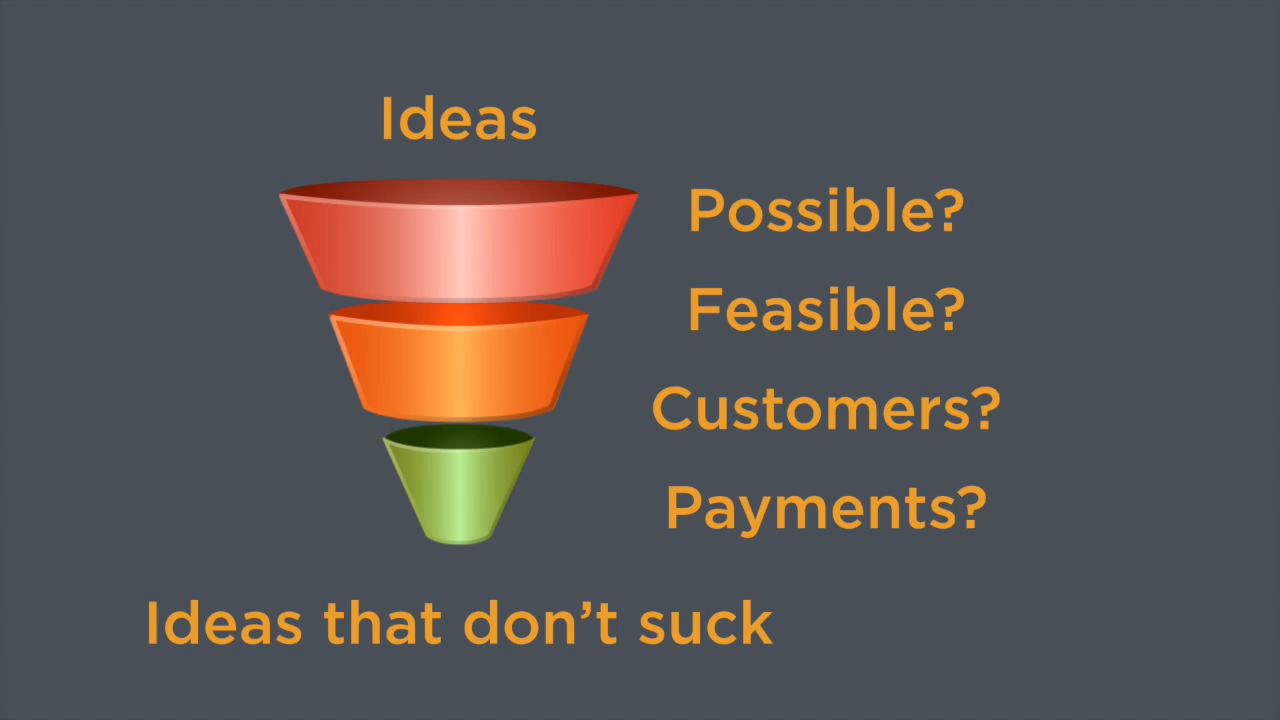 Ideas
Possible?
Feasible?
Customers?
Payments?
Ideas that don’t suck